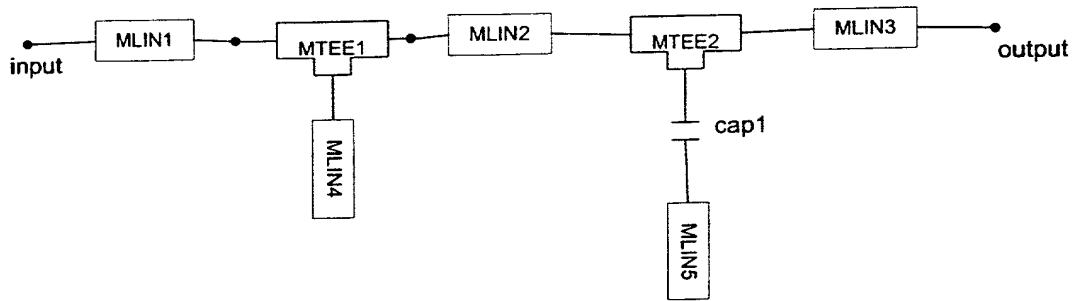 MLIN1
MTEE1
MLIN2
MTEE2
MLIN3
input
output
cap1
MLIN4
MLIN5